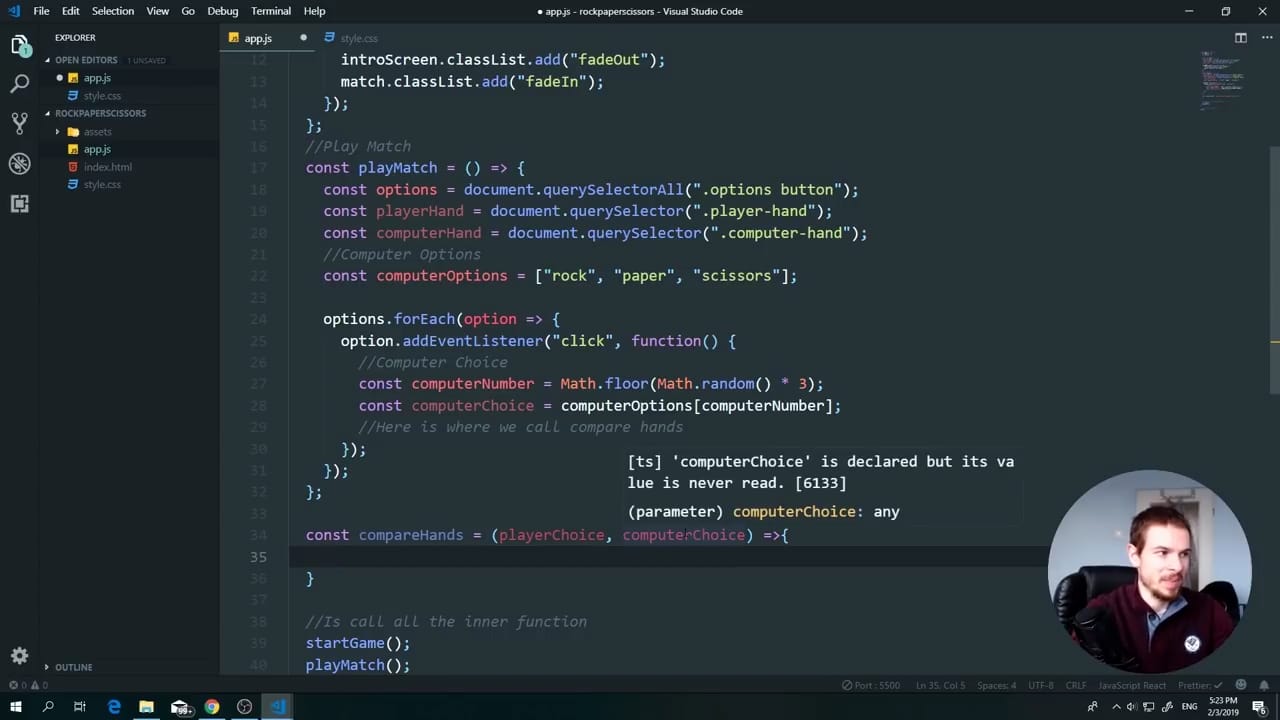 File Edit Selection View Go Debug Terminal Help
● app.js - rockpaperscissors - Visual Studio Code
EXPLORER
OPEN EDITORS 1 UNSAVED
app.js
style.css
ROCKPAPERSCISSORS
assets
app.js
index.html
style.css
OUTLINE
app.js
style.css
12 introScreen.classList.add("fadeOut");
13 match.classList.add("fadeIn");
14 });
15 };
16 //Play Match
17 const playMatch = () => {
18 const options = document.querySelectorAll(".options button");
19 const playerHand = document.querySelector(".player-hand");
20 const computerHand = document.querySelector(".computer-hand");
21 //Computer Options
22 const computerOptions = ["rock", "paper", "scissors"];
23
24 options.forEach(option => {
25 option.addEventListener("click", function() {
26 //Computer Choice
27 const computerNumber = Math.floor(Math.random() * 3);
28 const computerChoice = computerOptions[computerNumber];
29 //Here is where we call compare hands
30 });
31 });
32 };
33
[ts] 'computerChoice' is declared but its va
lue is never read. [6133]
(parameter) computerChoice: any
34 const compareHands = (playerChoice, computerChoice) =>{
35
36 }
37
38 //Is call all the inner function
39 startGame();
40 playMatch();
0 0 Port : 5500 Ln 35, Col 5 Spaces: 4 UTF-8 CRLF JavaScript React Prettier: ✓
99+ ENG 5:23 PM
2/3/2019